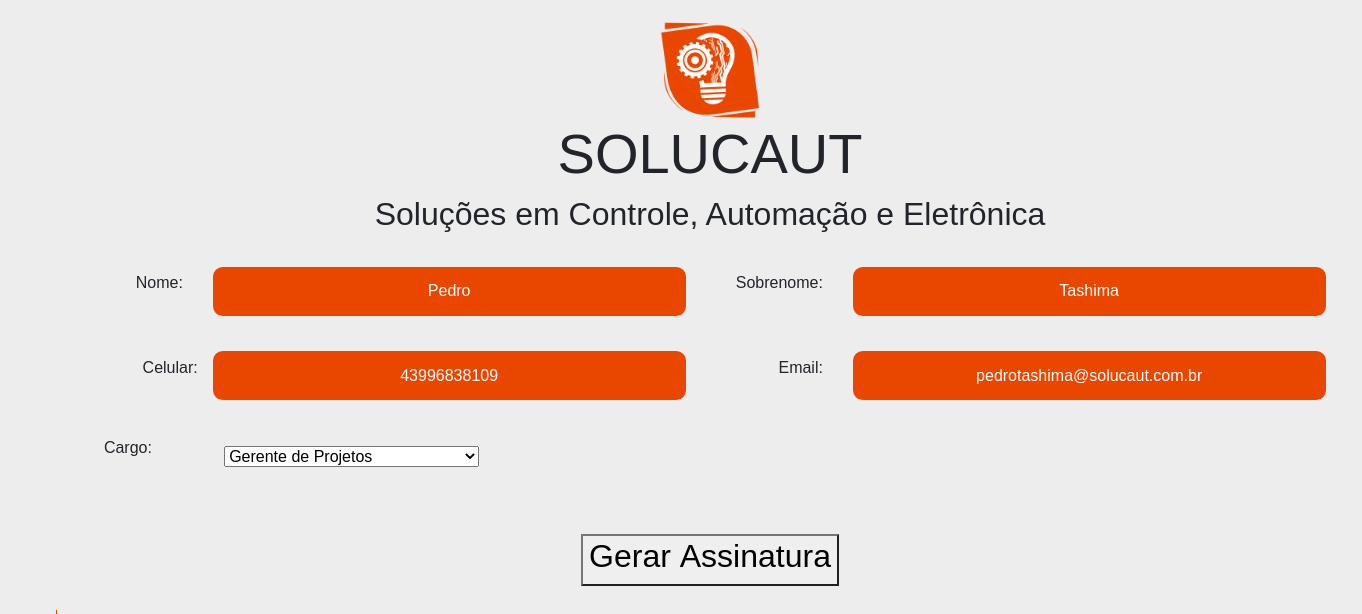 SOLUCAUT
Soluções em Controle, Automação e Eletrônica
Nome: Pedro Sobrenome: Tashima
Celular: 43996838109 Email: pedrotashima@solucaut.com.br
Cargo: Gerente de Projetos
Gerar Assinatura